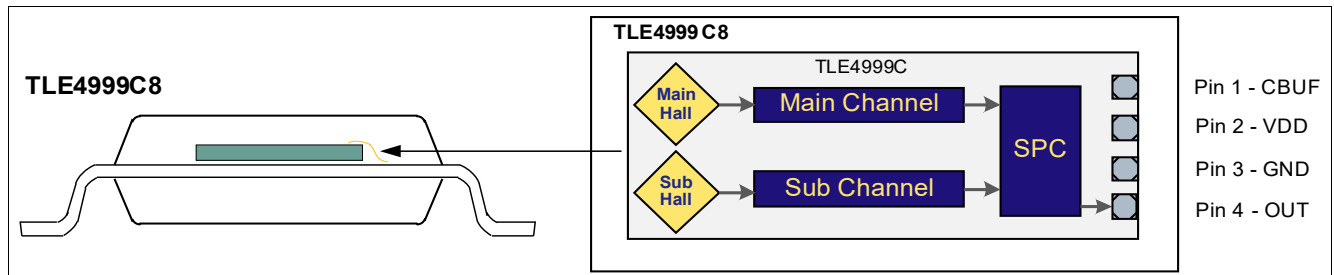 TLE4999C8
TLE4999 C8
TLE4999C
Main
Hall
Main Channel
Sub
Hall
Sub Channel
SPC
Pin 1 - CBUF
Pin 2 - VDD
Pin 3 - GND
Pin 4 - OUT